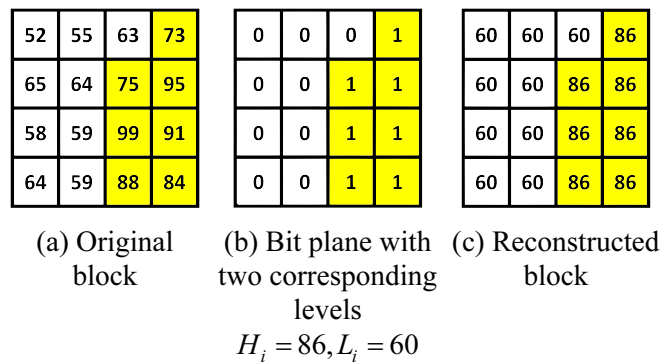 52 55 63 73
65 64 75 95
58 59 99 91
64 59 88 84
0 0 0 1
0 0 1 1
0 0 1 1
0 0 1 1
60 60 60 86
60 60 86 86
60 60 86 86
60 60 86 86
(a) Original
block
(b) Bit plane with
two corresponding
levels
H_i = 86, L_i = 60
(c) Reconstructed
block